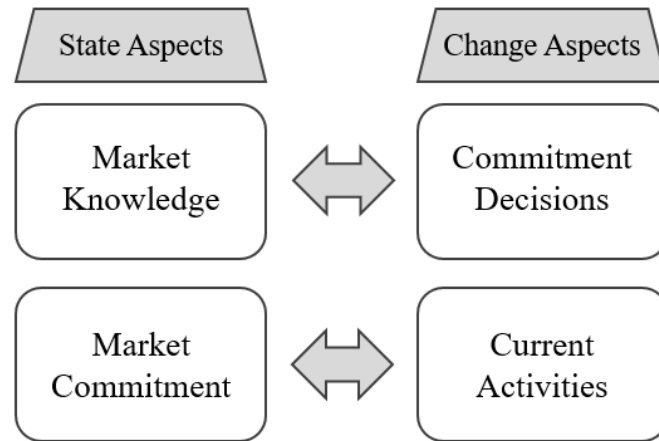 State Aspects
Change Aspects
Market
Knowledge
Commitment
Decisions
Market
Commitment
Current
Activities